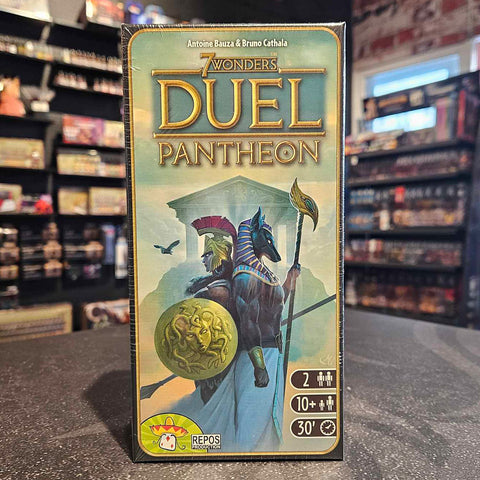 Antoine Bauza & Bruno Cathala
7 WONDERS
DUEL
PANTHEON
2
10+
30'
REPOS
PRODUCTION